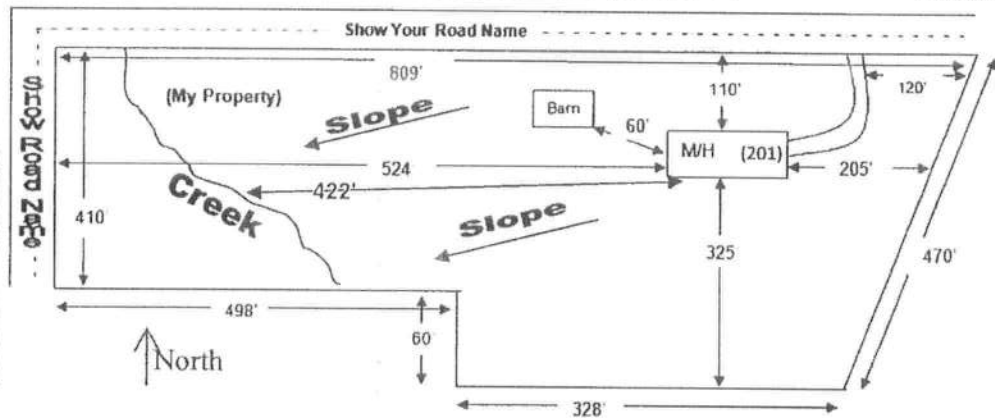 Show Your Road Name
Show Road Name
809'
(My Property)
Slope
Barn
60'
110'
120'
M/H (201)
524
205'
Creek
422'
410'
Slope
325
470'
498'
60'
North
328'